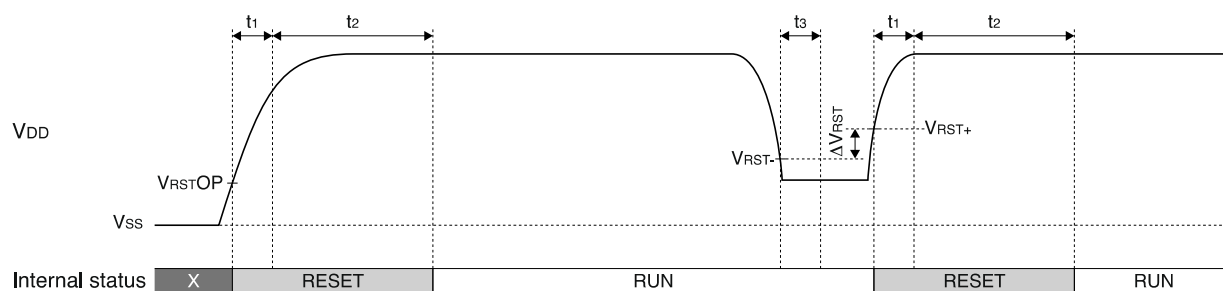 t1 t2 t3 t1 t2
VDD
ΔVRST
VRST+
VRST-
VRSTOP
VSS
Internal status X RESET RUN RESET RUN